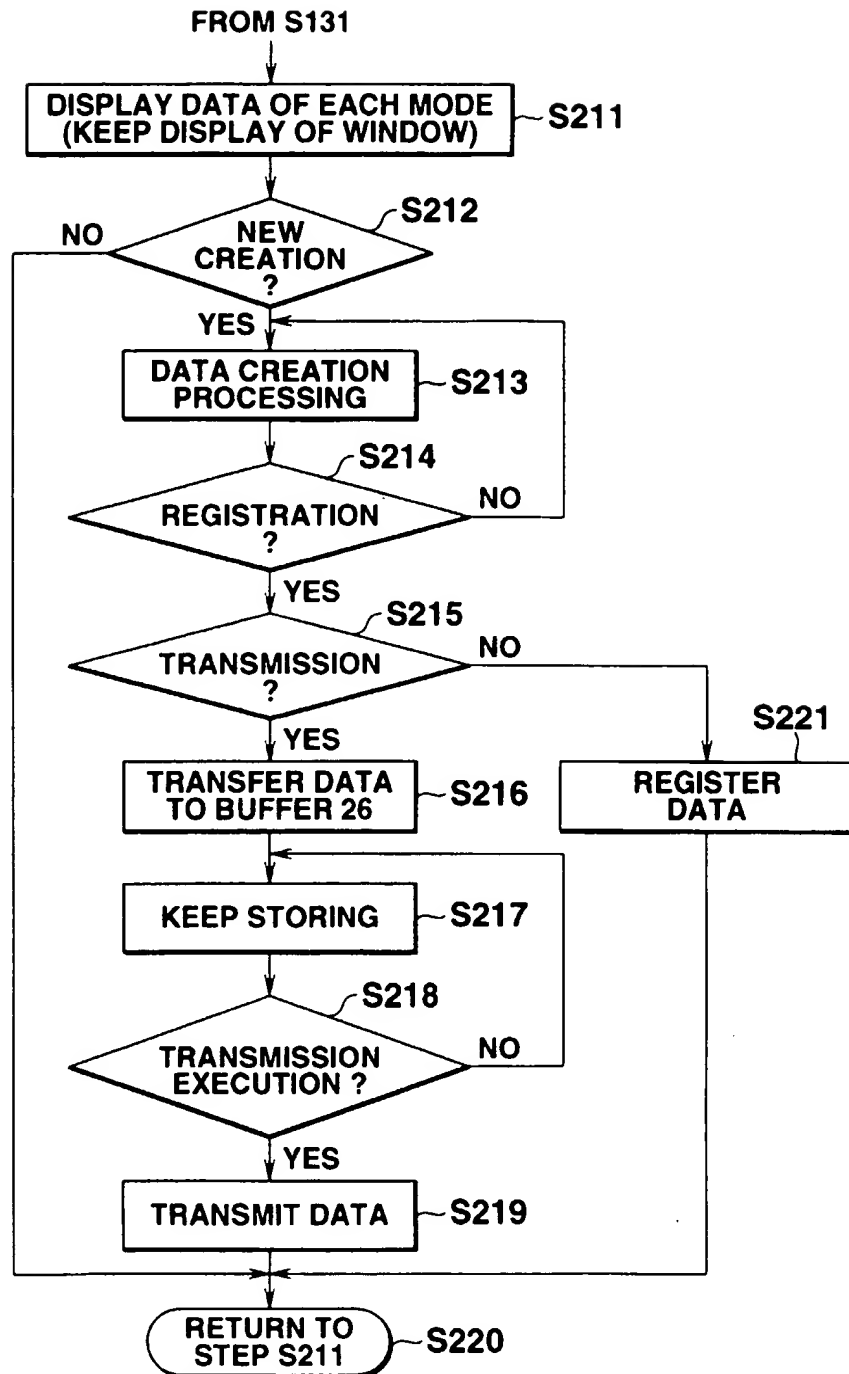 FROM S131
DISPLAY DATA OF EACH MODE
(KEEP DISPLAY OF WINDOW)
S211
S212
NO
NEW
CREATION
?
YES
DATA CREATION
PROCESSING
S213
S214
REGISTRATION
?
NO
YES
S215
TRANSMISSION
?
NO
YES
S221
TRANSFER DATA
TO BUFFER 26
S216
REGISTER
DATA
KEEP STORING
S217
S218
TRANSMISSION
EXECUTION ?
NO
YES
TRANSMIT DATA
S219
RETURN TO
STEP S211
S220